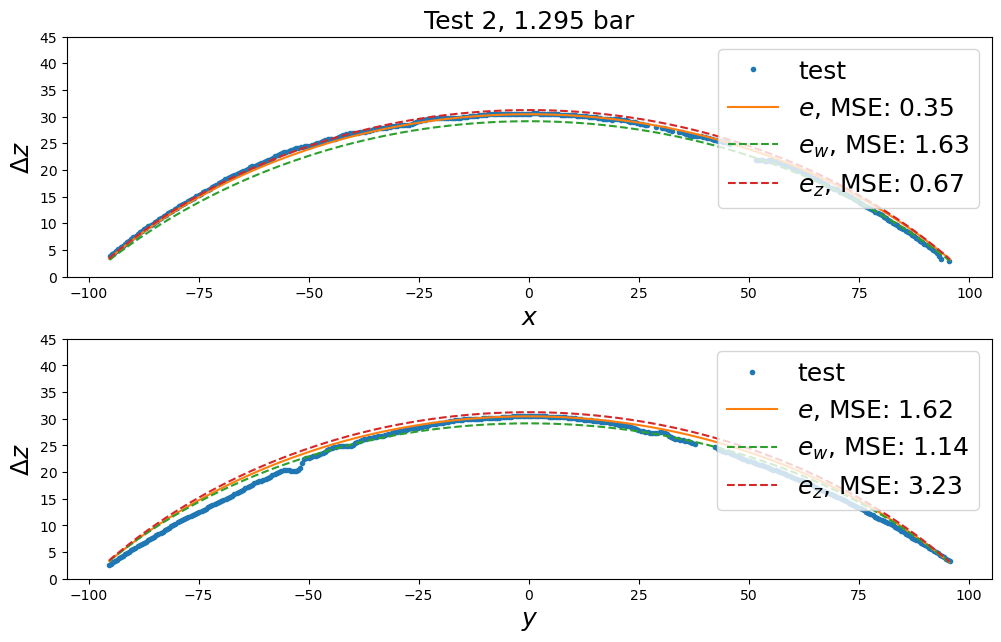 Test 2, 1.295 bar
45
40
35
30
25
20
15
10
5
0
Δz
test
e, MSE: 0.35
e_w, MSE: 1.63
e_z, MSE: 0.67
−100 −75 −50 −25 0 25 50 75 100
x
45
40
35
30
25
20
15
10
5
0
Δz
test
e, MSE: 1.62
e_w, MSE: 1.14
e_z, MSE: 3.23
−100 −75 −50 −25 0 25 50 75 100
y